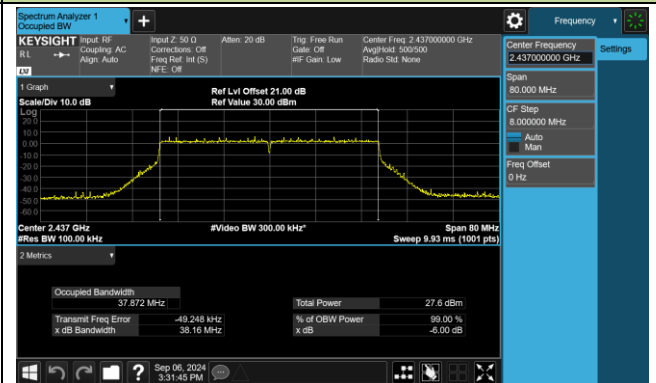 Spectrum Analyzer 1
Occupied BW
Frequency
KEYSIGHT
RL
LXI
Input: RF
Coupling: AC
Align: Auto
Input Z: 50 Ω
Corrections: Off
Freq Ref: Int (S)
NFE: Off
Atten: 20 dB
Trig: Free Run
Gate: Off
#IF Gain: Low
Center Freq: 2.437000000 GHz
Avg|Hold: 500/500
Radio Std: None
Center Frequency
2.437000000 GHz
Settings
Span
80.000 MHz
CF Step
8.000000 MHz
Auto
Man
Freq Offset
0 Hz
1 Graph
Scale/Div 10.0 dB
Ref Lvl Offset 21.00 dB
Ref Value 30.00 dBm
Log
20.0
10.0
0.00
-10.0
-20.0
-30.0
-40.0
-50.0
-60.0
Center 2.437 GHz
#Res BW 100.00 kHz
#Video BW 300.00 kHz*
Span 80 MHz
Sweep 9.93 ms (1001 pts)
2 Metrics
Occupied Bandwidth
37.872 MHz
Total Power 27.6 dBm
Transmit Freq Error -49.248 kHz
% of OBW Power 99.00 %
x dB Bandwidth 38.16 MHz
x dB -6.00 dB
Sep 06, 2024
3:31:45 PM